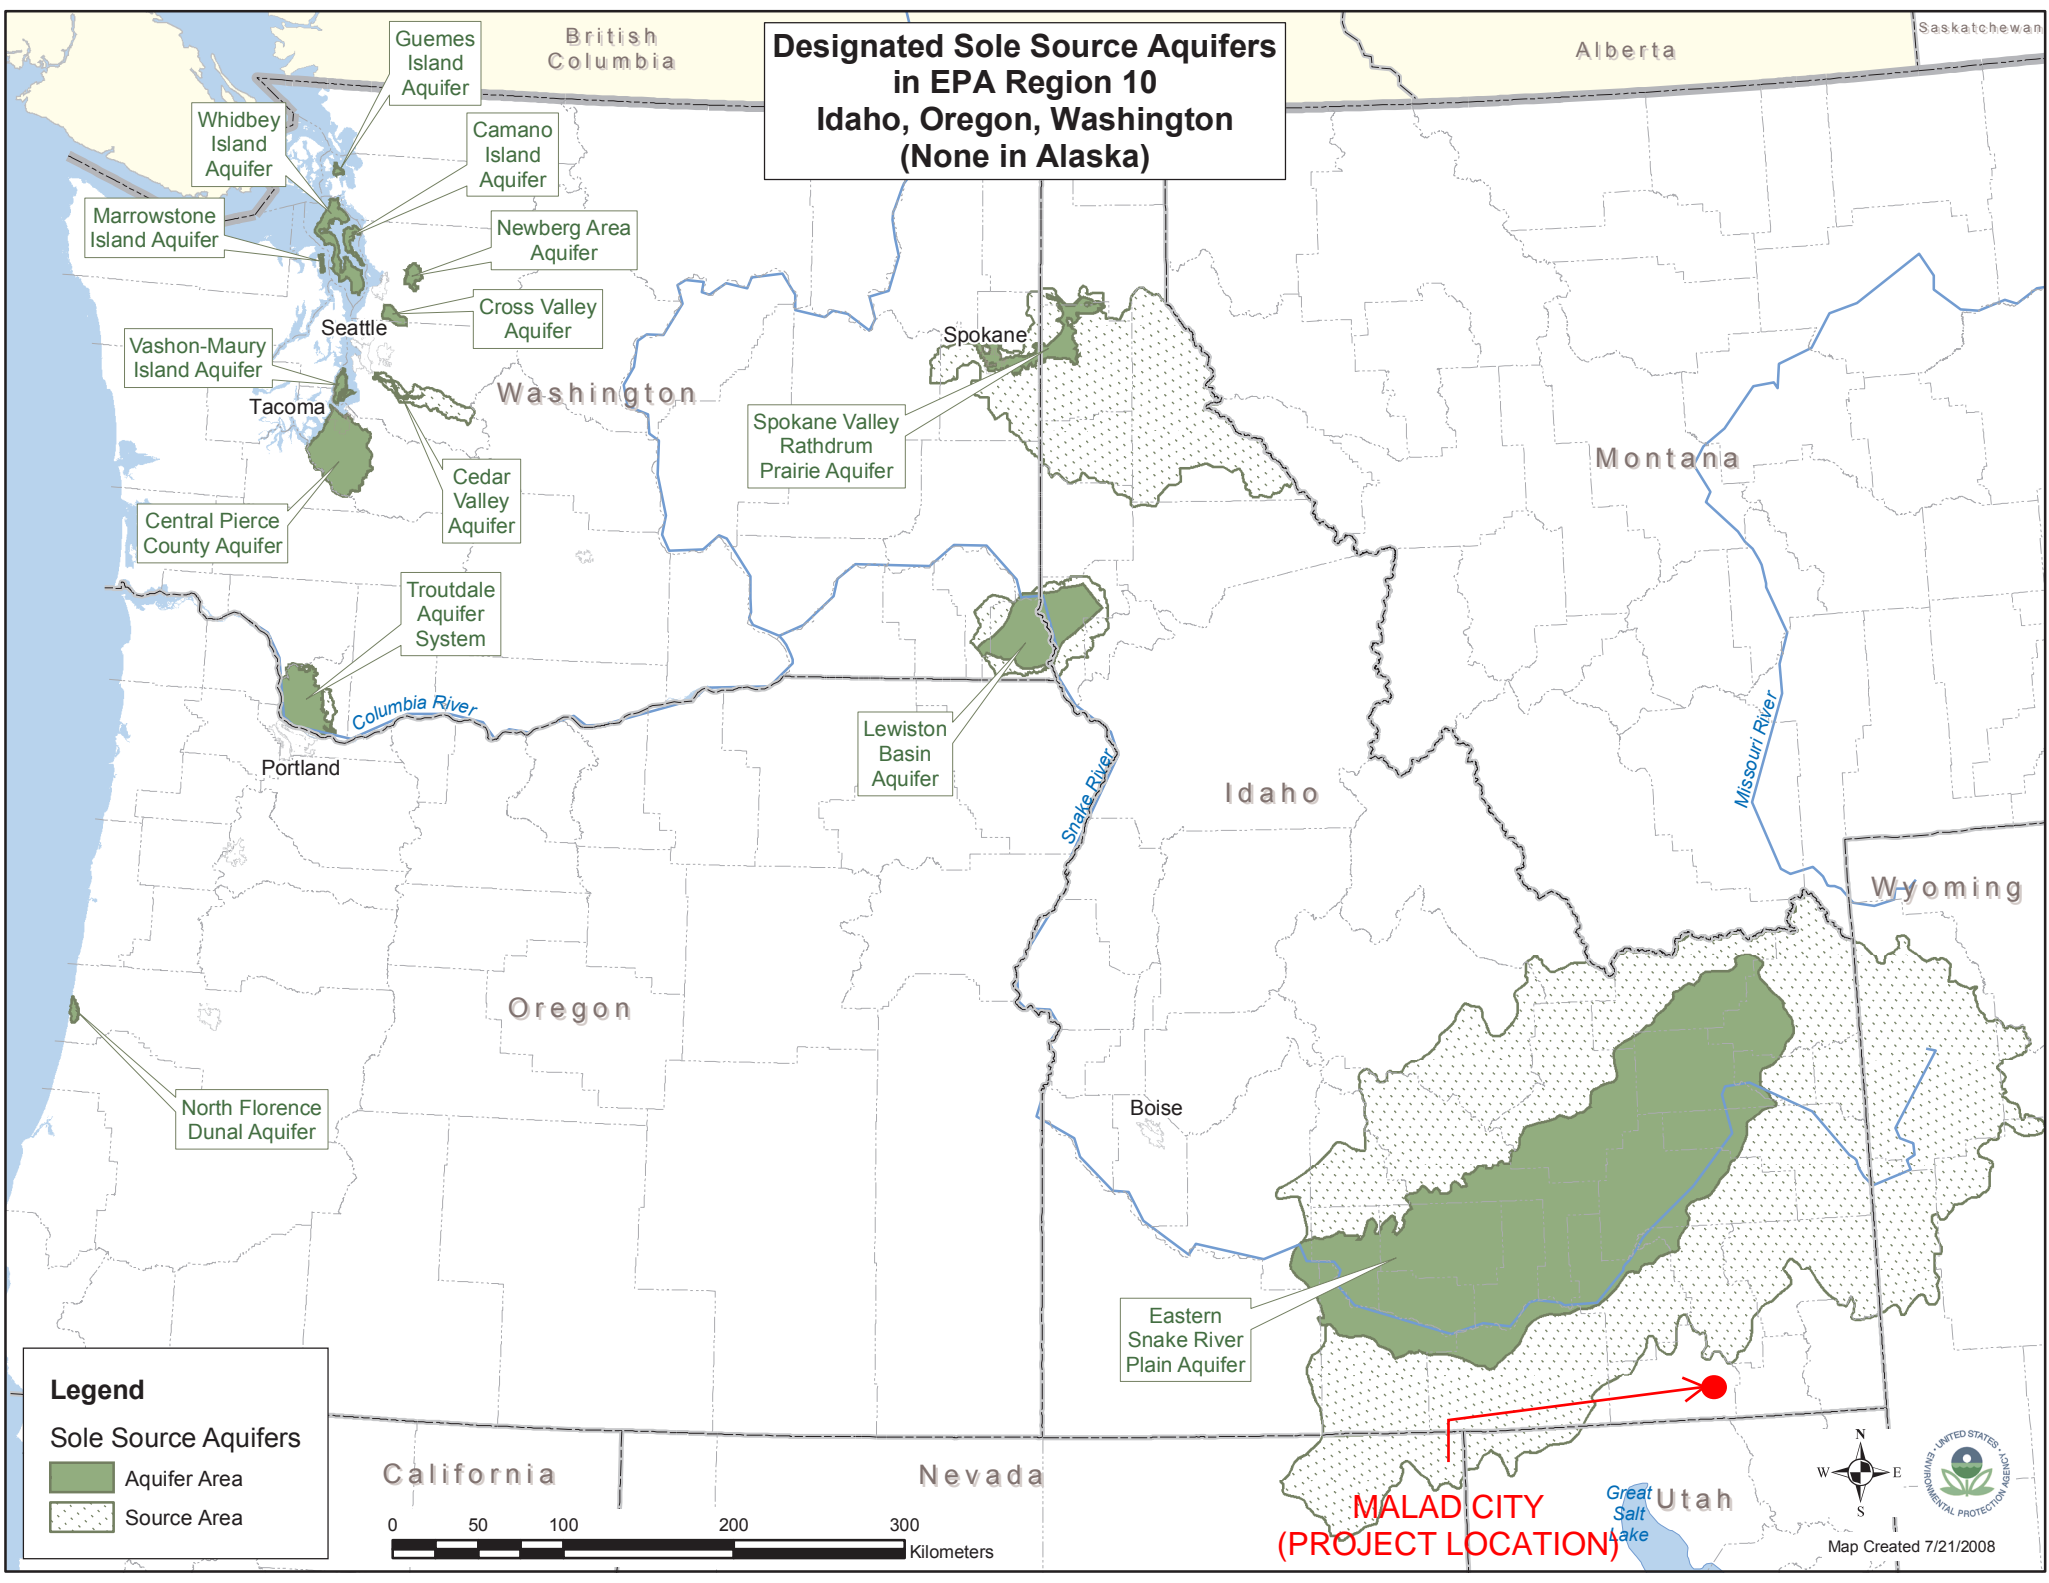 Designated Sole Source Aquifers
in EPA Region 10
Idaho, Oregon, Washington
(None in Alaska)
British
Columbia
Alberta
Saskatchewan
Guemes
Island
Aquifer
Whidbey
Island
Aquifer
Camano
Island
Aquifer
Marrowstone
Island Aquifer
Newberg Area
Aquifer
Cross Valley
Aquifer
Seattle
Vashon-Maury
Island Aquifer
Tacoma
Washington
Spokane
Spokane Valley
Rathdrum
Prairie Aquifer
Montana
Cedar
Valley
Aquifer
Central Pierce
County Aquifer
Troutdale
Aquifer
System
Columbia River
Portland
Lewiston
Basin
Aquifer
Snake River
Idaho
Missouri River
Wyoming
Oregon
North Florence
Dunal Aquifer
Boise
Eastern
Snake River
Plain Aquifer
Legend
Sole Source Aquifers
Aquifer Area
Source Area
California
Nevada
Utah
Great
Salt
Lake
MALAD CITY
(PROJECT LOCATION)
0 50 100 200 300
Kilometers
N
W E
S
UNITED STATES
ENVIRONMENTAL PROTECTION AGENCY
Map Created 7/21/2008